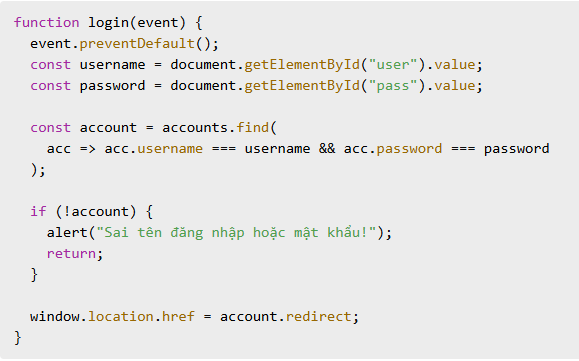 function login(event) {
  event.preventDefault();
  const username = document.getElementById("user").value;
  const password = document.getElementById("pass").value;

  const account = accounts.find(
    acc => acc.username === username && acc.password === password
  );

  if (!account) {
    alert("Sai tên đăng nhập hoặc mật khẩu!");
    return;
  }

  window.location.href = account.redirect;
}